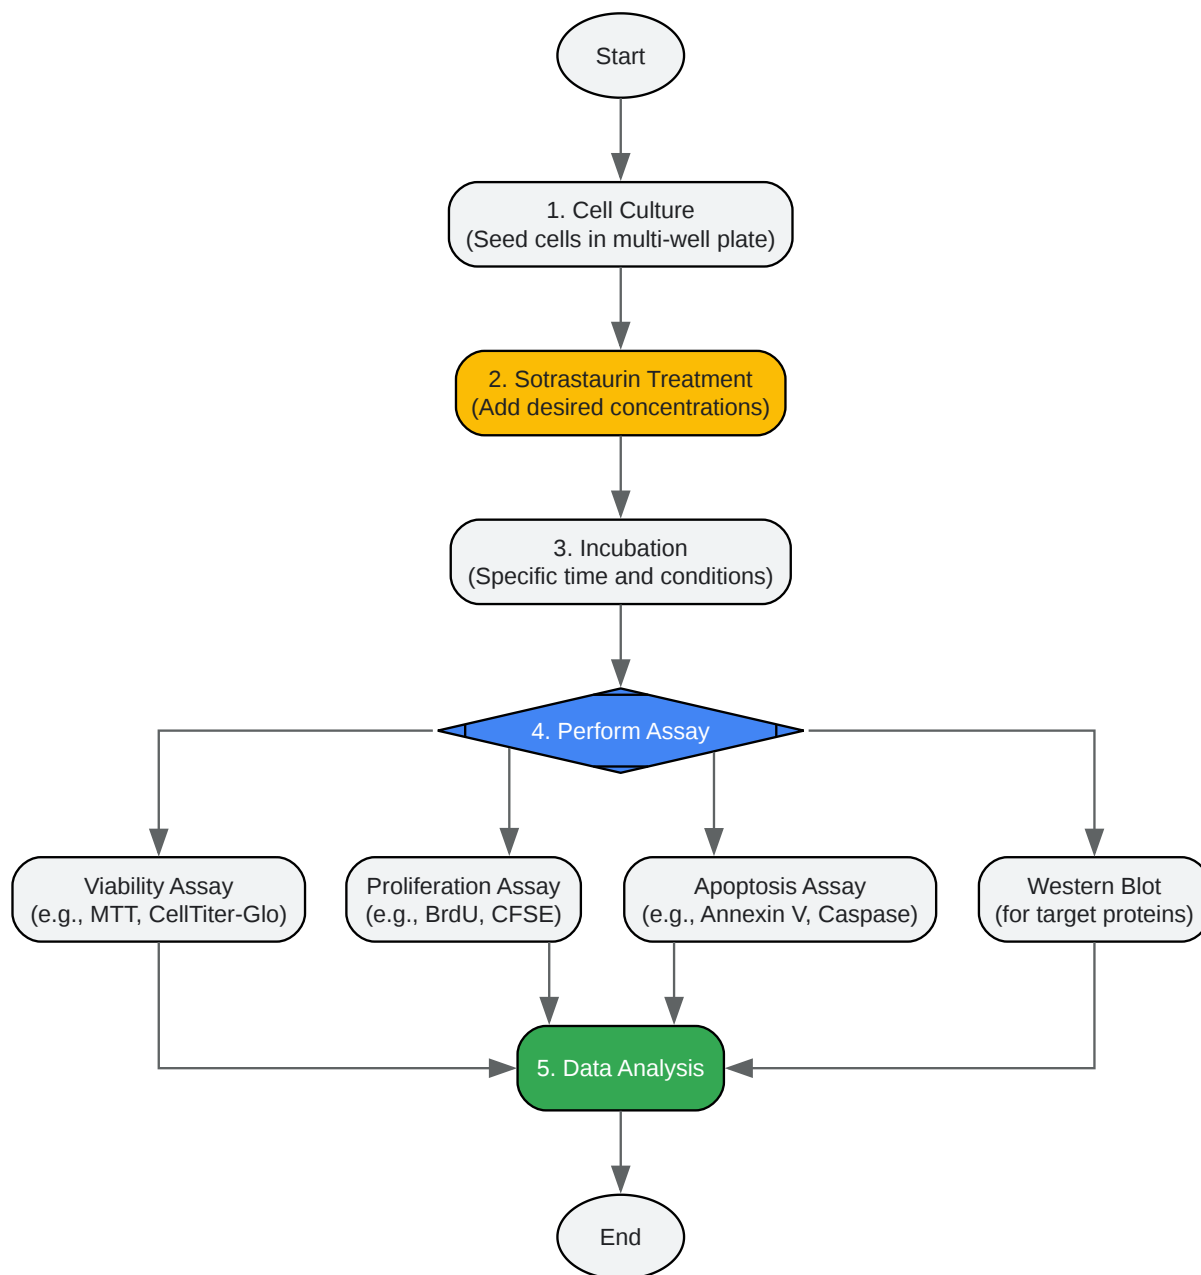 Start
1. Cell Culture
(Seed cells in multi-well plate)
2. Sotrastaurin Treatment
(Add desired concentrations)
3. Incubation
(Specific time and conditions)
4. Perform Assay
Viability Assay
(e.g., MTT, CellTiter-Glo)
Proliferation Assay
(e.g., BrdU, CFSE)
Apoptosis Assay
(e.g., Annexin V, Caspase)
Western Blot
(for target proteins)
5. Data Analysis
End